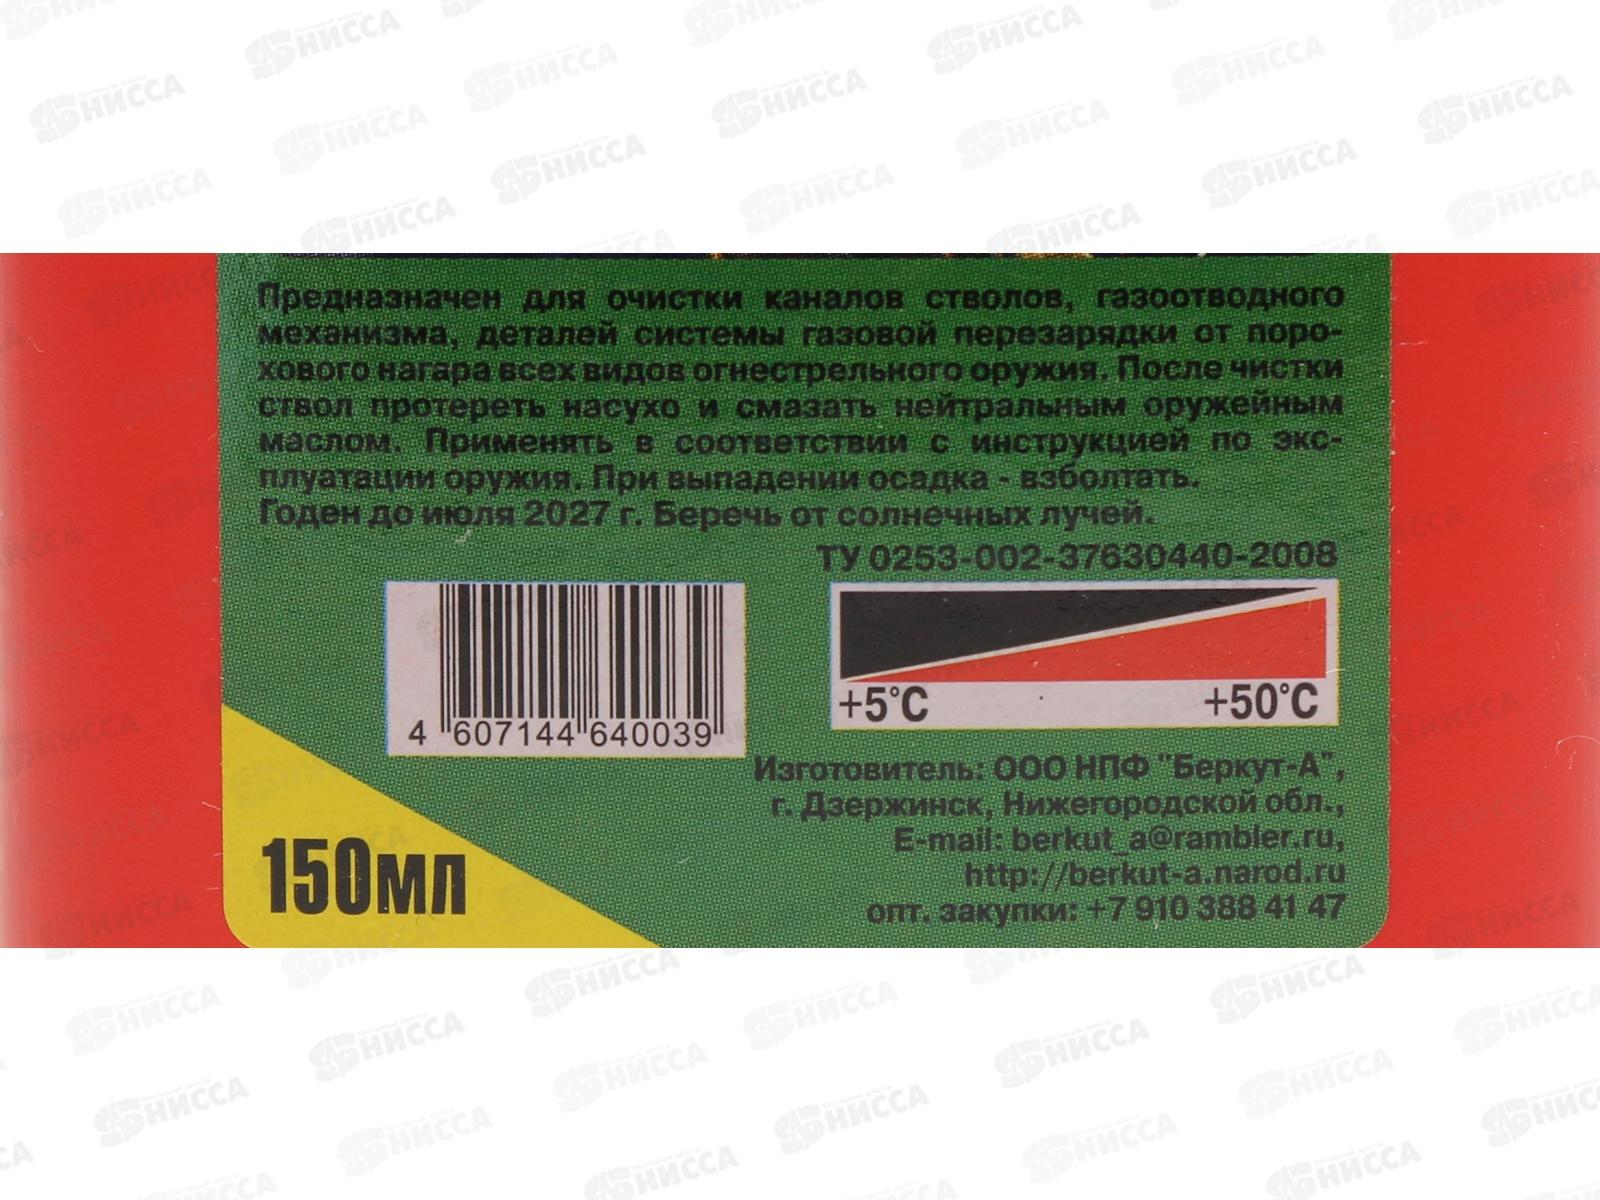 Предназначен для очистки каналов стволов, газоотводного
механизма, деталей системы газовой перезарядки от поро-
хового нагара всех видов огнестрельного оружия. После чистки
ствол протереть насухо и смазать нейтральным оружейным
маслом. Применять в соответствии с инструкцией по экс-
плуатации оружия. При выпадении осадка - взболтать.
Годен до июля 2027 г. Беречь от солнечных лучей.
ТУ 0253-002-37630440-2008
4 607144 640039
+5°C +50°C
Изготовитель: ООО НПФ "Беркут-А",
г. Дзержинск, Нижегородской обл.,
E-mail: berkut_a@rambler.ru,
http://berkut-a.narod.ru
опт. закупки: +7 910 388 41 47
150мл
НИССА